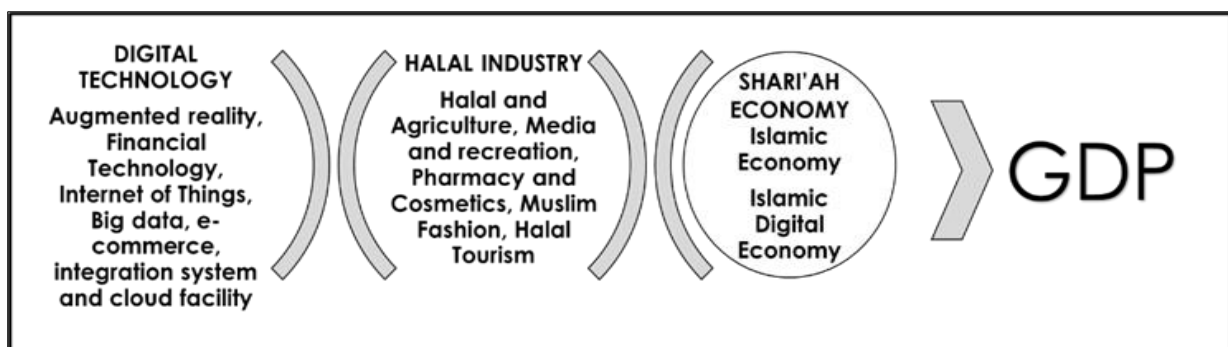 DIGITAL
TECHNOLOGY
Augmented reality,
Financial
Technology,
Internet of Things,
Big data, e-
commerce,
integration system
and cloud facility
HALAL INDUSTRY
Halal and
Agriculture, Media
and recreation,
Pharmacy and
Cosmetics, Muslim
Fashion, Halal
Tourism
SHARI'AH
ECONOMY
Islamic
Economy
Islamic
Digital
Economy
GDP